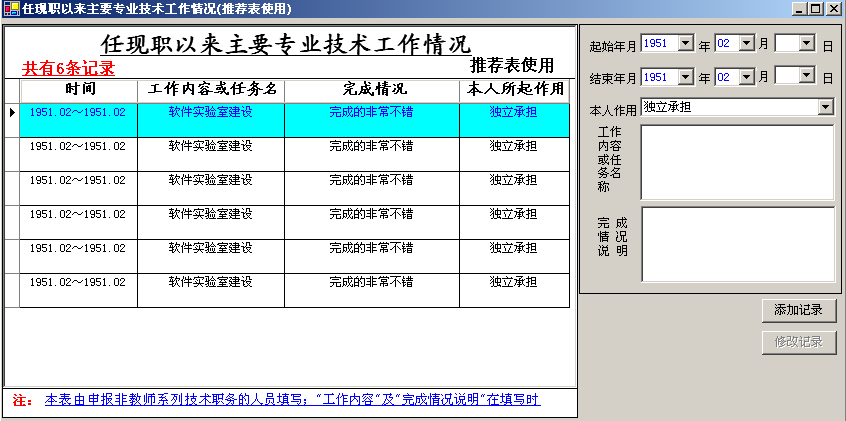 任现职以来主要专业技术工作情况(推荐表使用)
任现职以来主要专业技术工作情况
共有6条记录 推荐表使用
时间 工作内容或任务名 完成情况 本人所起作用
1951.02～1951.02 软件实验室建设 完成的非常不错 独立承担
1951.02～1951.02 软件实验室建设 完成的非常不错 独立承担
1951.02～1951.02 软件实验室建设 完成的非常不错 独立承担
1951.02～1951.02 软件实验室建设 完成的非常不错 独立承担
1951.02～1951.02 软件实验室建设 完成的非常不错 独立承担
1951.02～1951.02 软件实验室建设 完成的非常不错 独立承担
注: 本表由申报非教师系列技术职务的人员填写；"工作内容"及"完成情况说明"在填写时
起始年月 1951 年 02 月 日
结束年月 1951 年 02 月 日
本人作用 独立承担
工作
内容
或任
务名
称
完 成
情 况
说 明
添加记录
修改记录